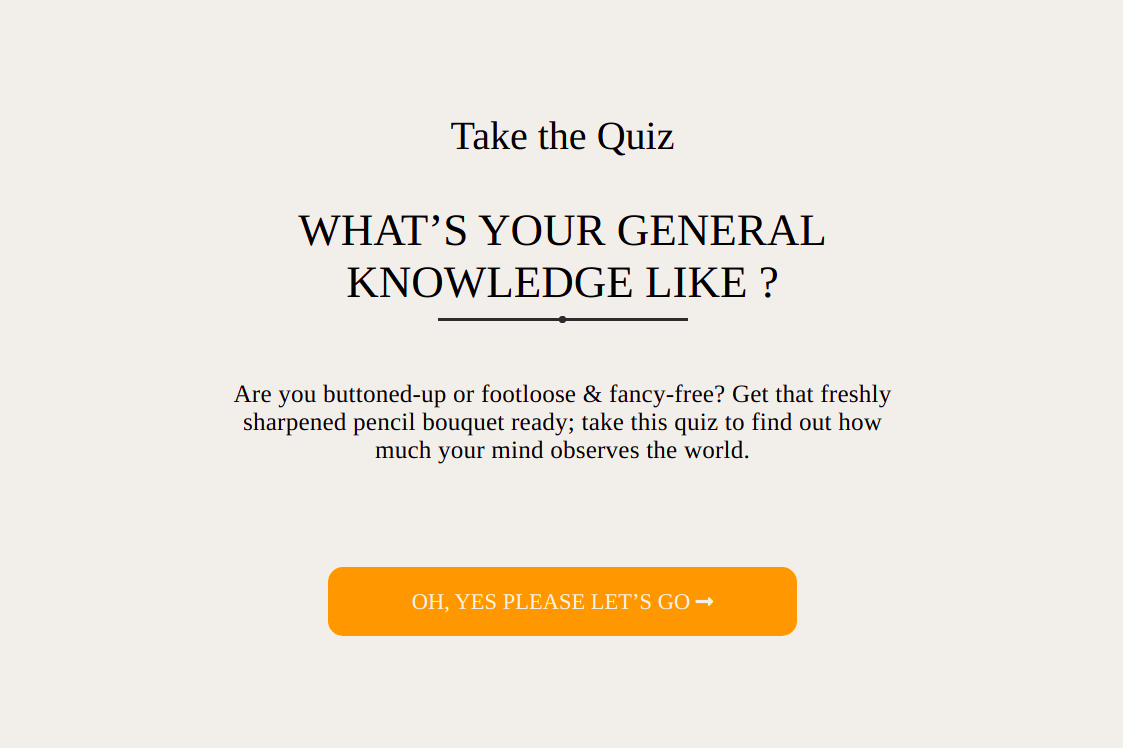 Take the Quiz
WHAT’S YOUR GENERAL
KNOWLEDGE LIKE ?
Are you buttoned-up or footloose & fancy-free? Get that freshly
sharpened pencil bouquet ready; take this quiz to find out how
much your mind observes the world.
OH, YES PLEASE LET’S GO ➞